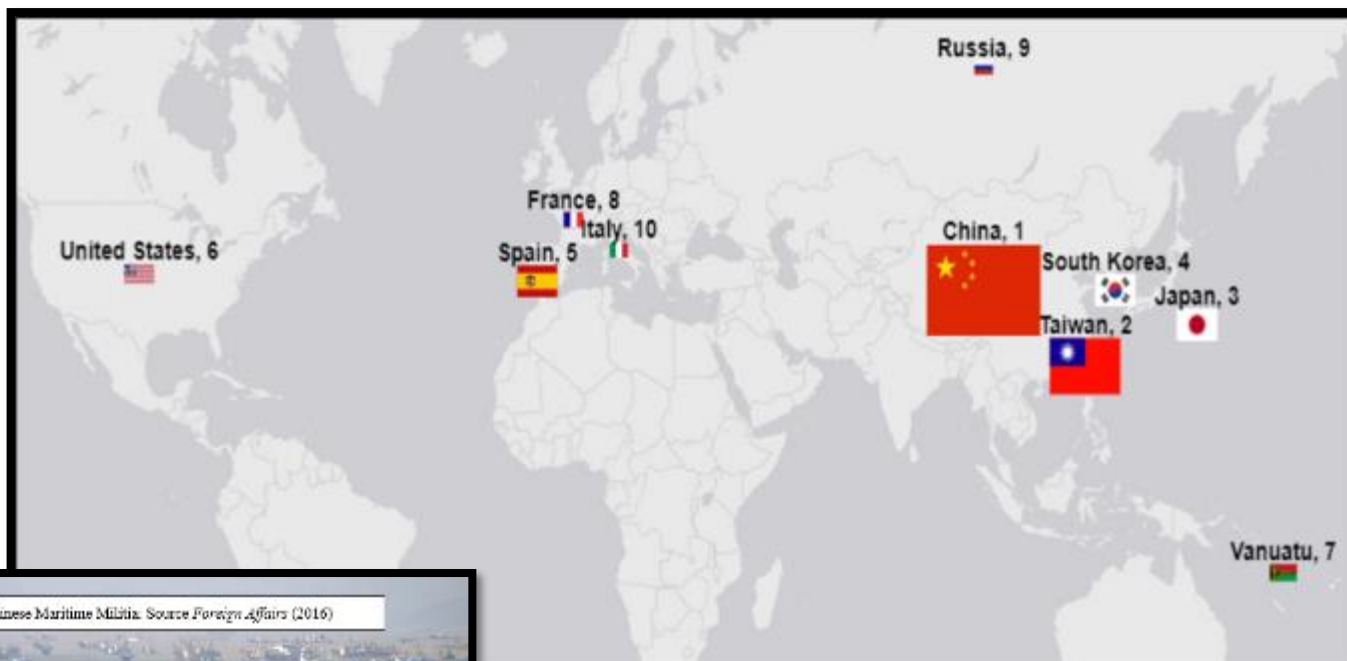 Russia, 9
France, 8
Italy, 10
United States, 6
Spain, 5
China, 1
South Korea, 4
Japan, 3
Taiwan, 2
Vanuatu, 7
inese Maritime Militia. Source Foreign Affairs (2016)